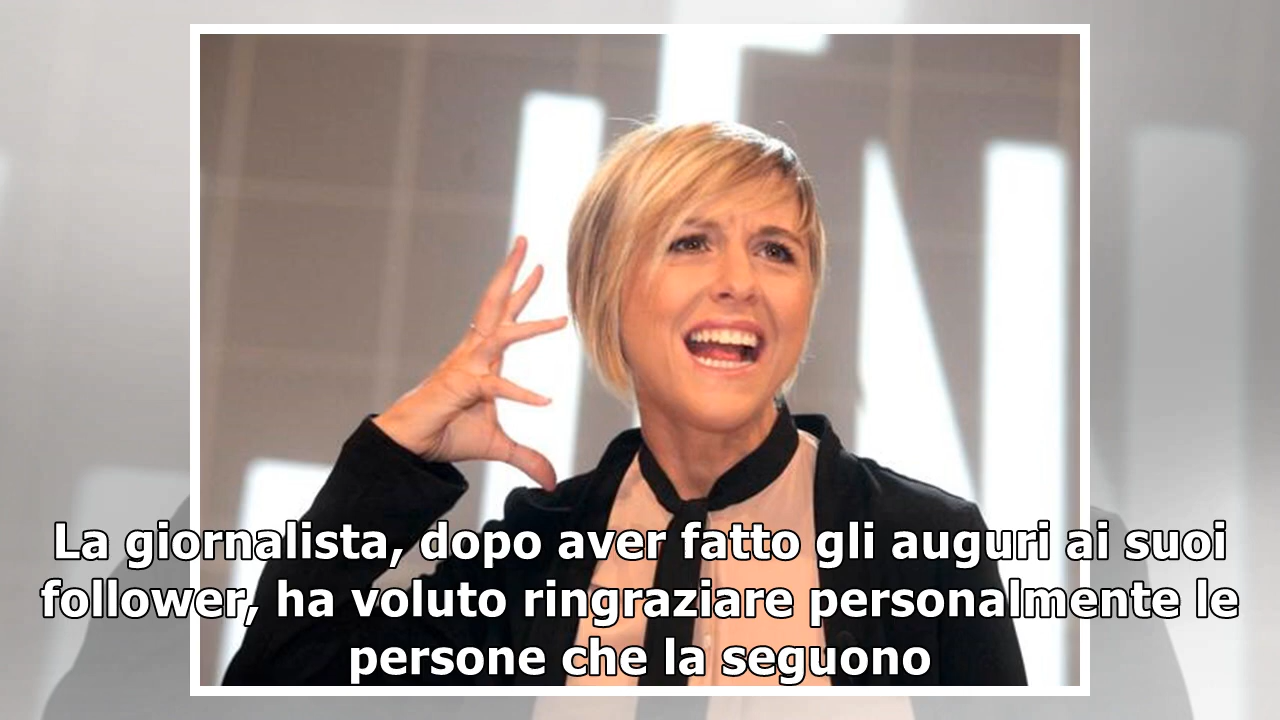 La giornalista, dopo aver fatto gli auguri ai suoi
follower, ha voluto ringraziare personalmente le
persone che la seguono